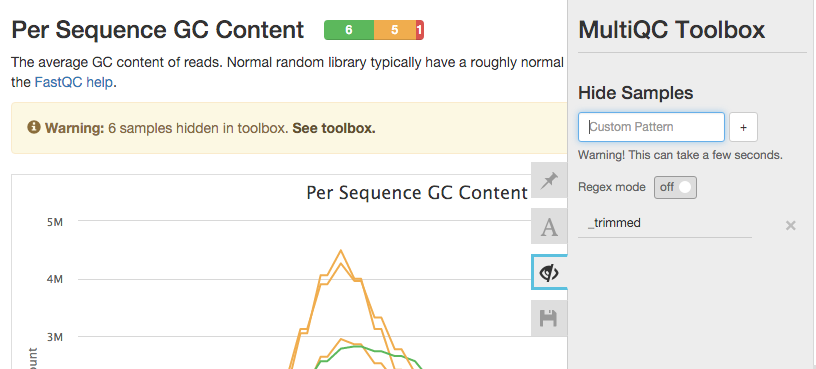 Per Sequence GC Content 6 5 1
The average GC content of reads. Normal random library typically have a roughly normal
the FastQC help.
Warning: 6 samples hidden in toolbox. See toolbox.
Per Sequence GC Content
5M
4M
3M
ount
A
MultiQC Toolbox
Hide Samples
Custom Pattern +
Warning! This can take a few seconds.
Regex mode off
_trimmed ×